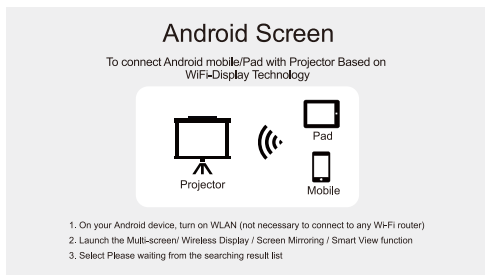 Android Screen
To connect Android mobile/Pad with Projector Based on
WiFi-Display Technology
Pad
Projector
Mobile
1. On your Android device, turn on WLAN (not necessary to connect to any Wi-Fi router)
2. Launch the Multi-screen/ Wireless Display / Screen Mirroring / Smart View function
3. Select Please waiting from the searching result list